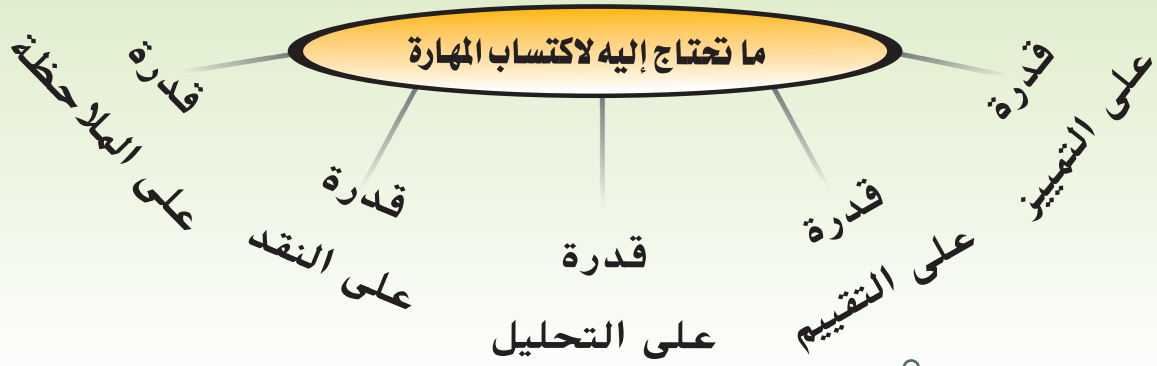 ما تحتاج إليه لاكتساب المهارة
قدرة
على التمييز
قدرة
على التقييم
قدرة
على التحليل
قدرة
على النقد
قدرة
على الملاحظة